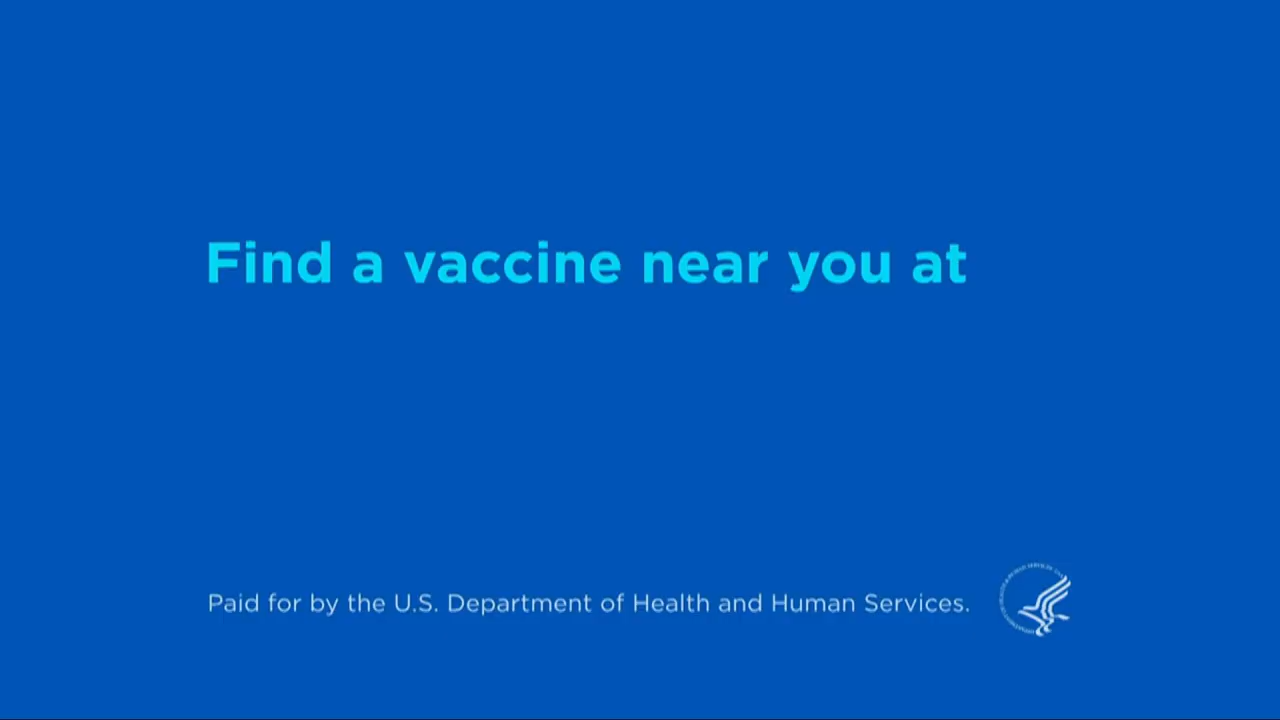 Find a vaccine near you at
Paid for by the U.S. Department of Health and Human Services.